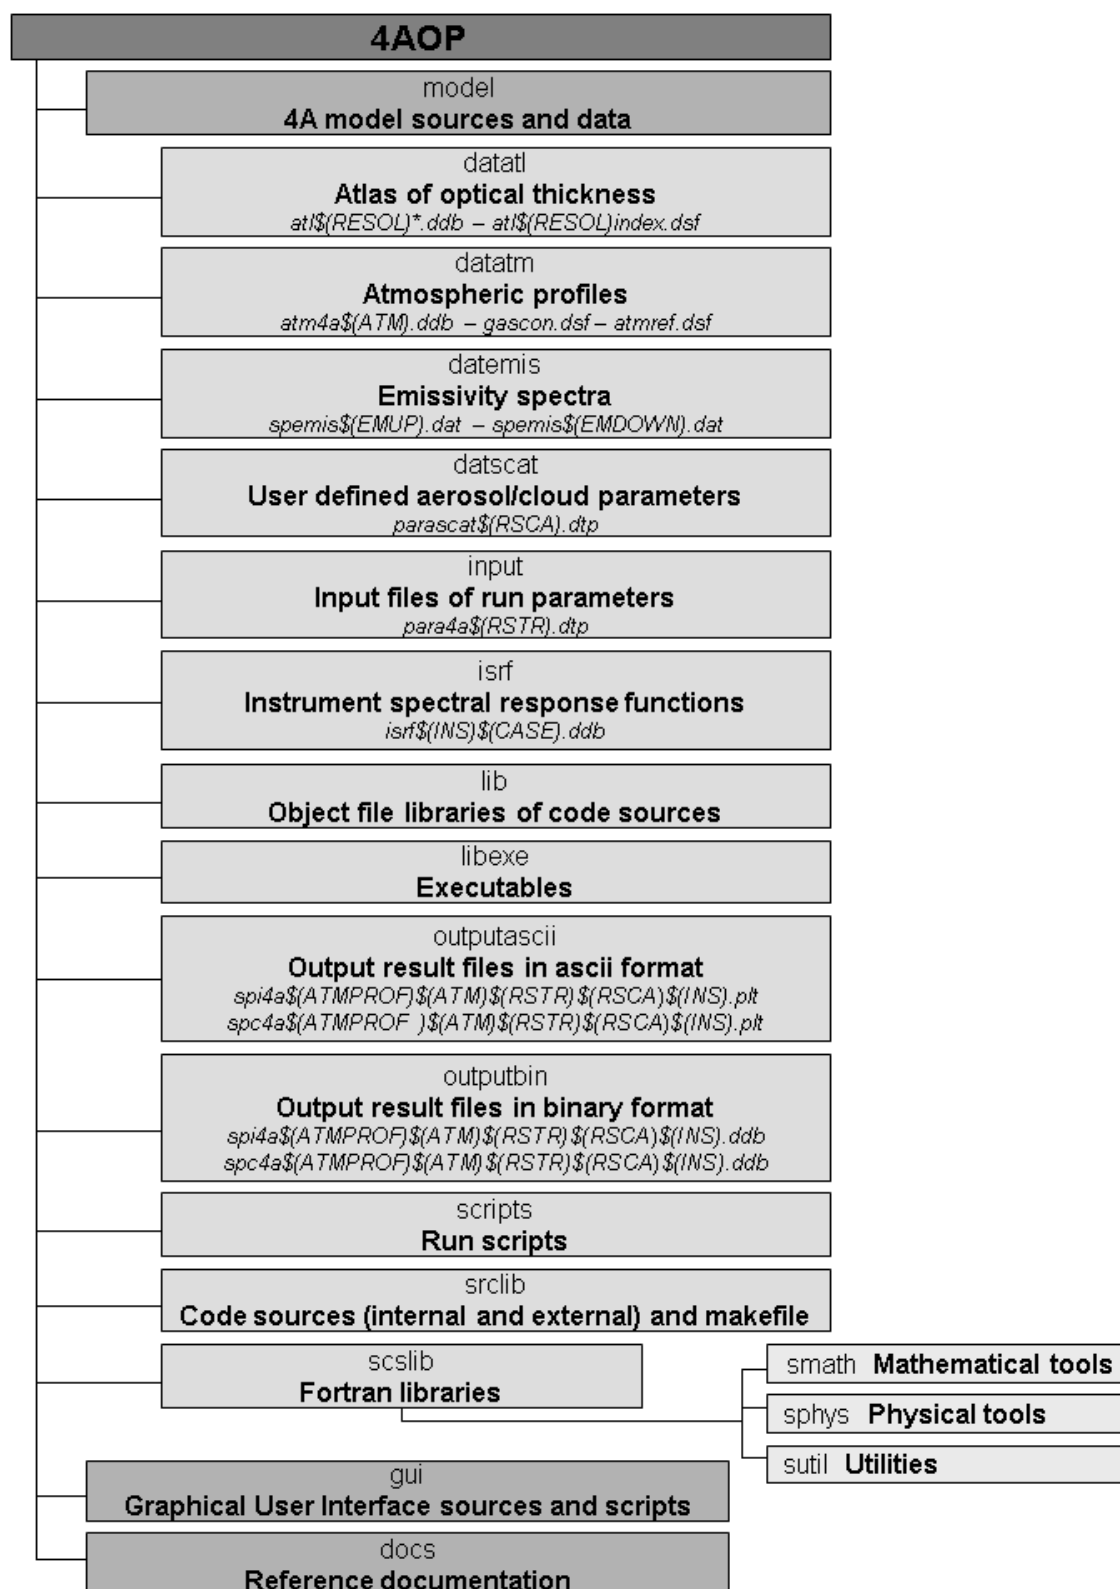 4AOP
model
4A model sources and data
datatl
Atlas of optical thickness
atl$(RESOL)*.ddb – atl$(RESOL)index.dsf
datatm
Atmospheric profiles
atm4a$(ATM).ddb – gascon.dsf – atmref.dsf
datemis
Emissivity spectra
spemis$(EMUP).dat – spemis$(EMDOWN).dat
datscat
User defined aerosol/cloud parameters
parascat$(RSCA).dtp
input
Input files of run parameters
para4a$(RSTR).dtp
isrf
Instrument spectral response functions
isrf$(INS)$(CASE).ddb
lib
Object file libraries of code sources
libexe
Executables
outputascii
Output result files in ascii format
spi4a$(ATMPROF)$(ATM)$(RSTR)$(RSCA)$(INS).plt
spc4a$(ATMPROF )$(ATM)$(RSTR)$(RSCA)$(INS).plt
outputbin
Output result files in binary format
spi4a$(ATMPROF)$(ATM)$(RSTR)$(RSCA)$(INS).ddb
spc4a$(ATMPROF)$(ATM)$(RSTR)$(RSCA)$(INS).ddb
scripts
Run scripts
srclib
Code sources (internal and external) and makefile
scslib
Fortran libraries
smath Mathematical tools
sphys Physical tools
sutil Utilities
gui
Graphical User Interface sources and scripts
docs
Reference documentation